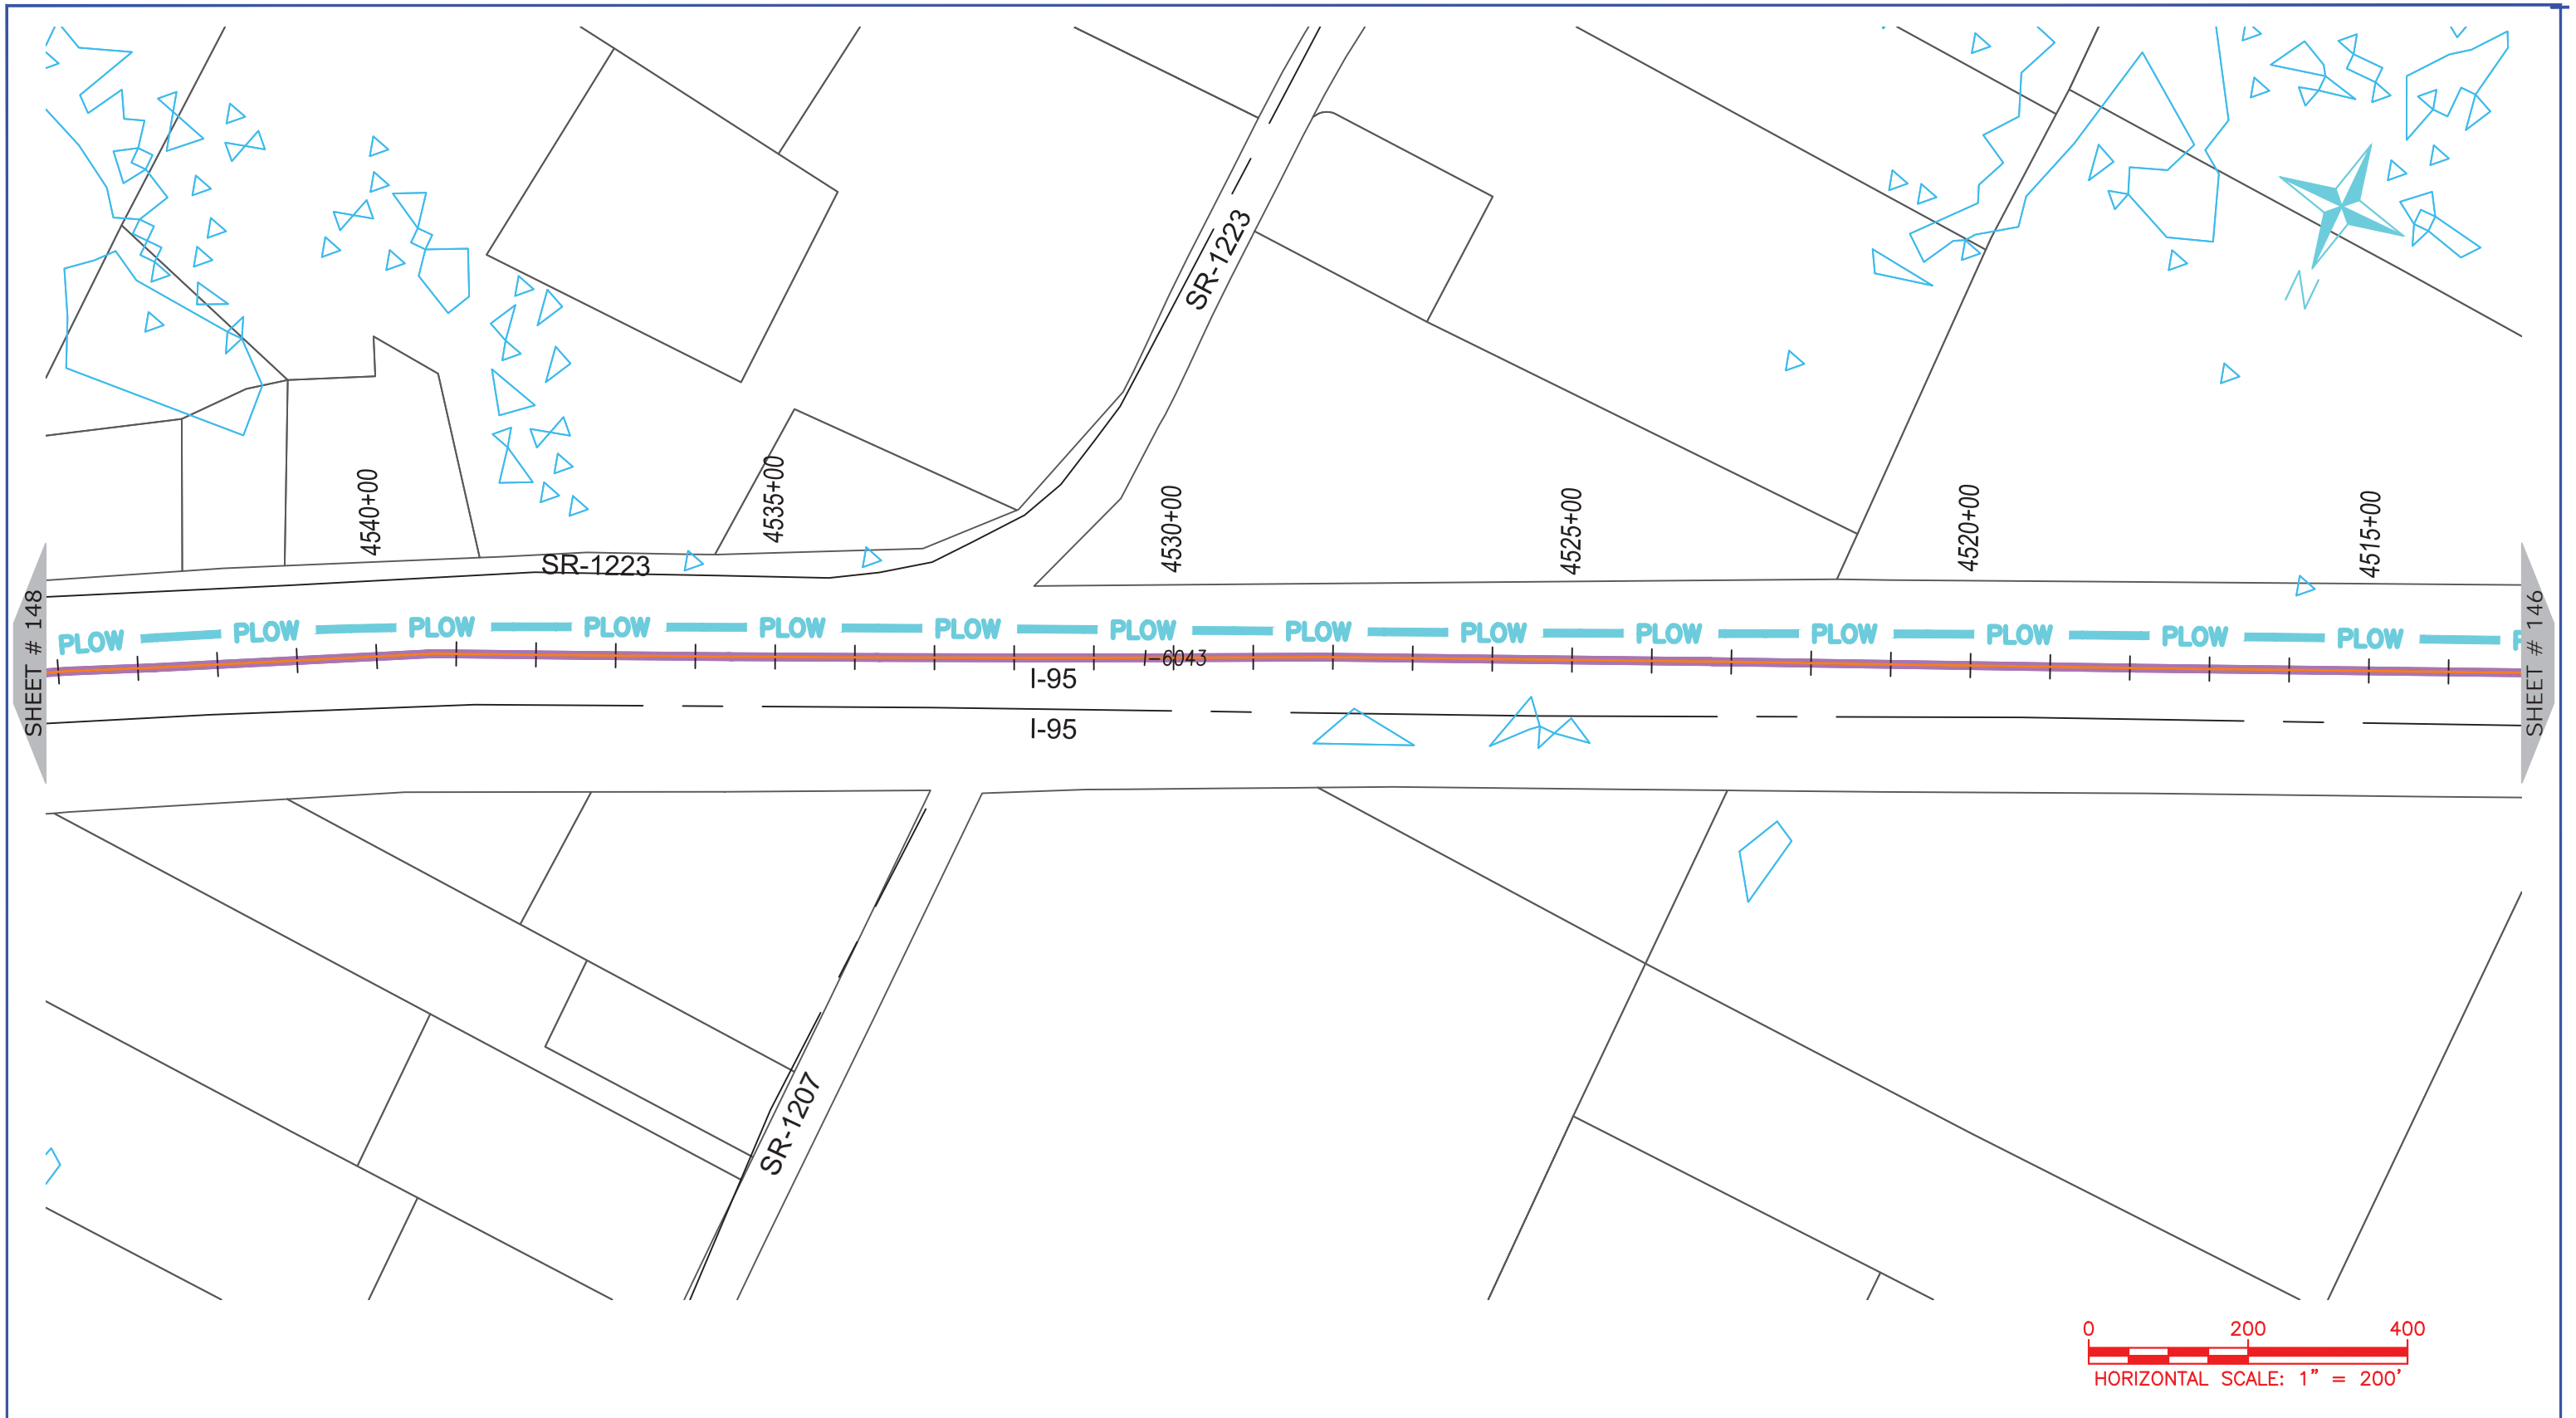 SR-1223
N
4540+00
4535+00
4530+00
4525+00
4520+00
4515+00
SR-1223
SHEET # 148
PLOW PLOW PLOW PLOW PLOW PLOW PLOW PLOW PLOW PLOW PLOW PLOW PLOW PLOW P
SHEET # 146
I-6043
I-95
I-95
SR-1207
0 200 400
HORIZONTAL SCALE: 1" = 200'